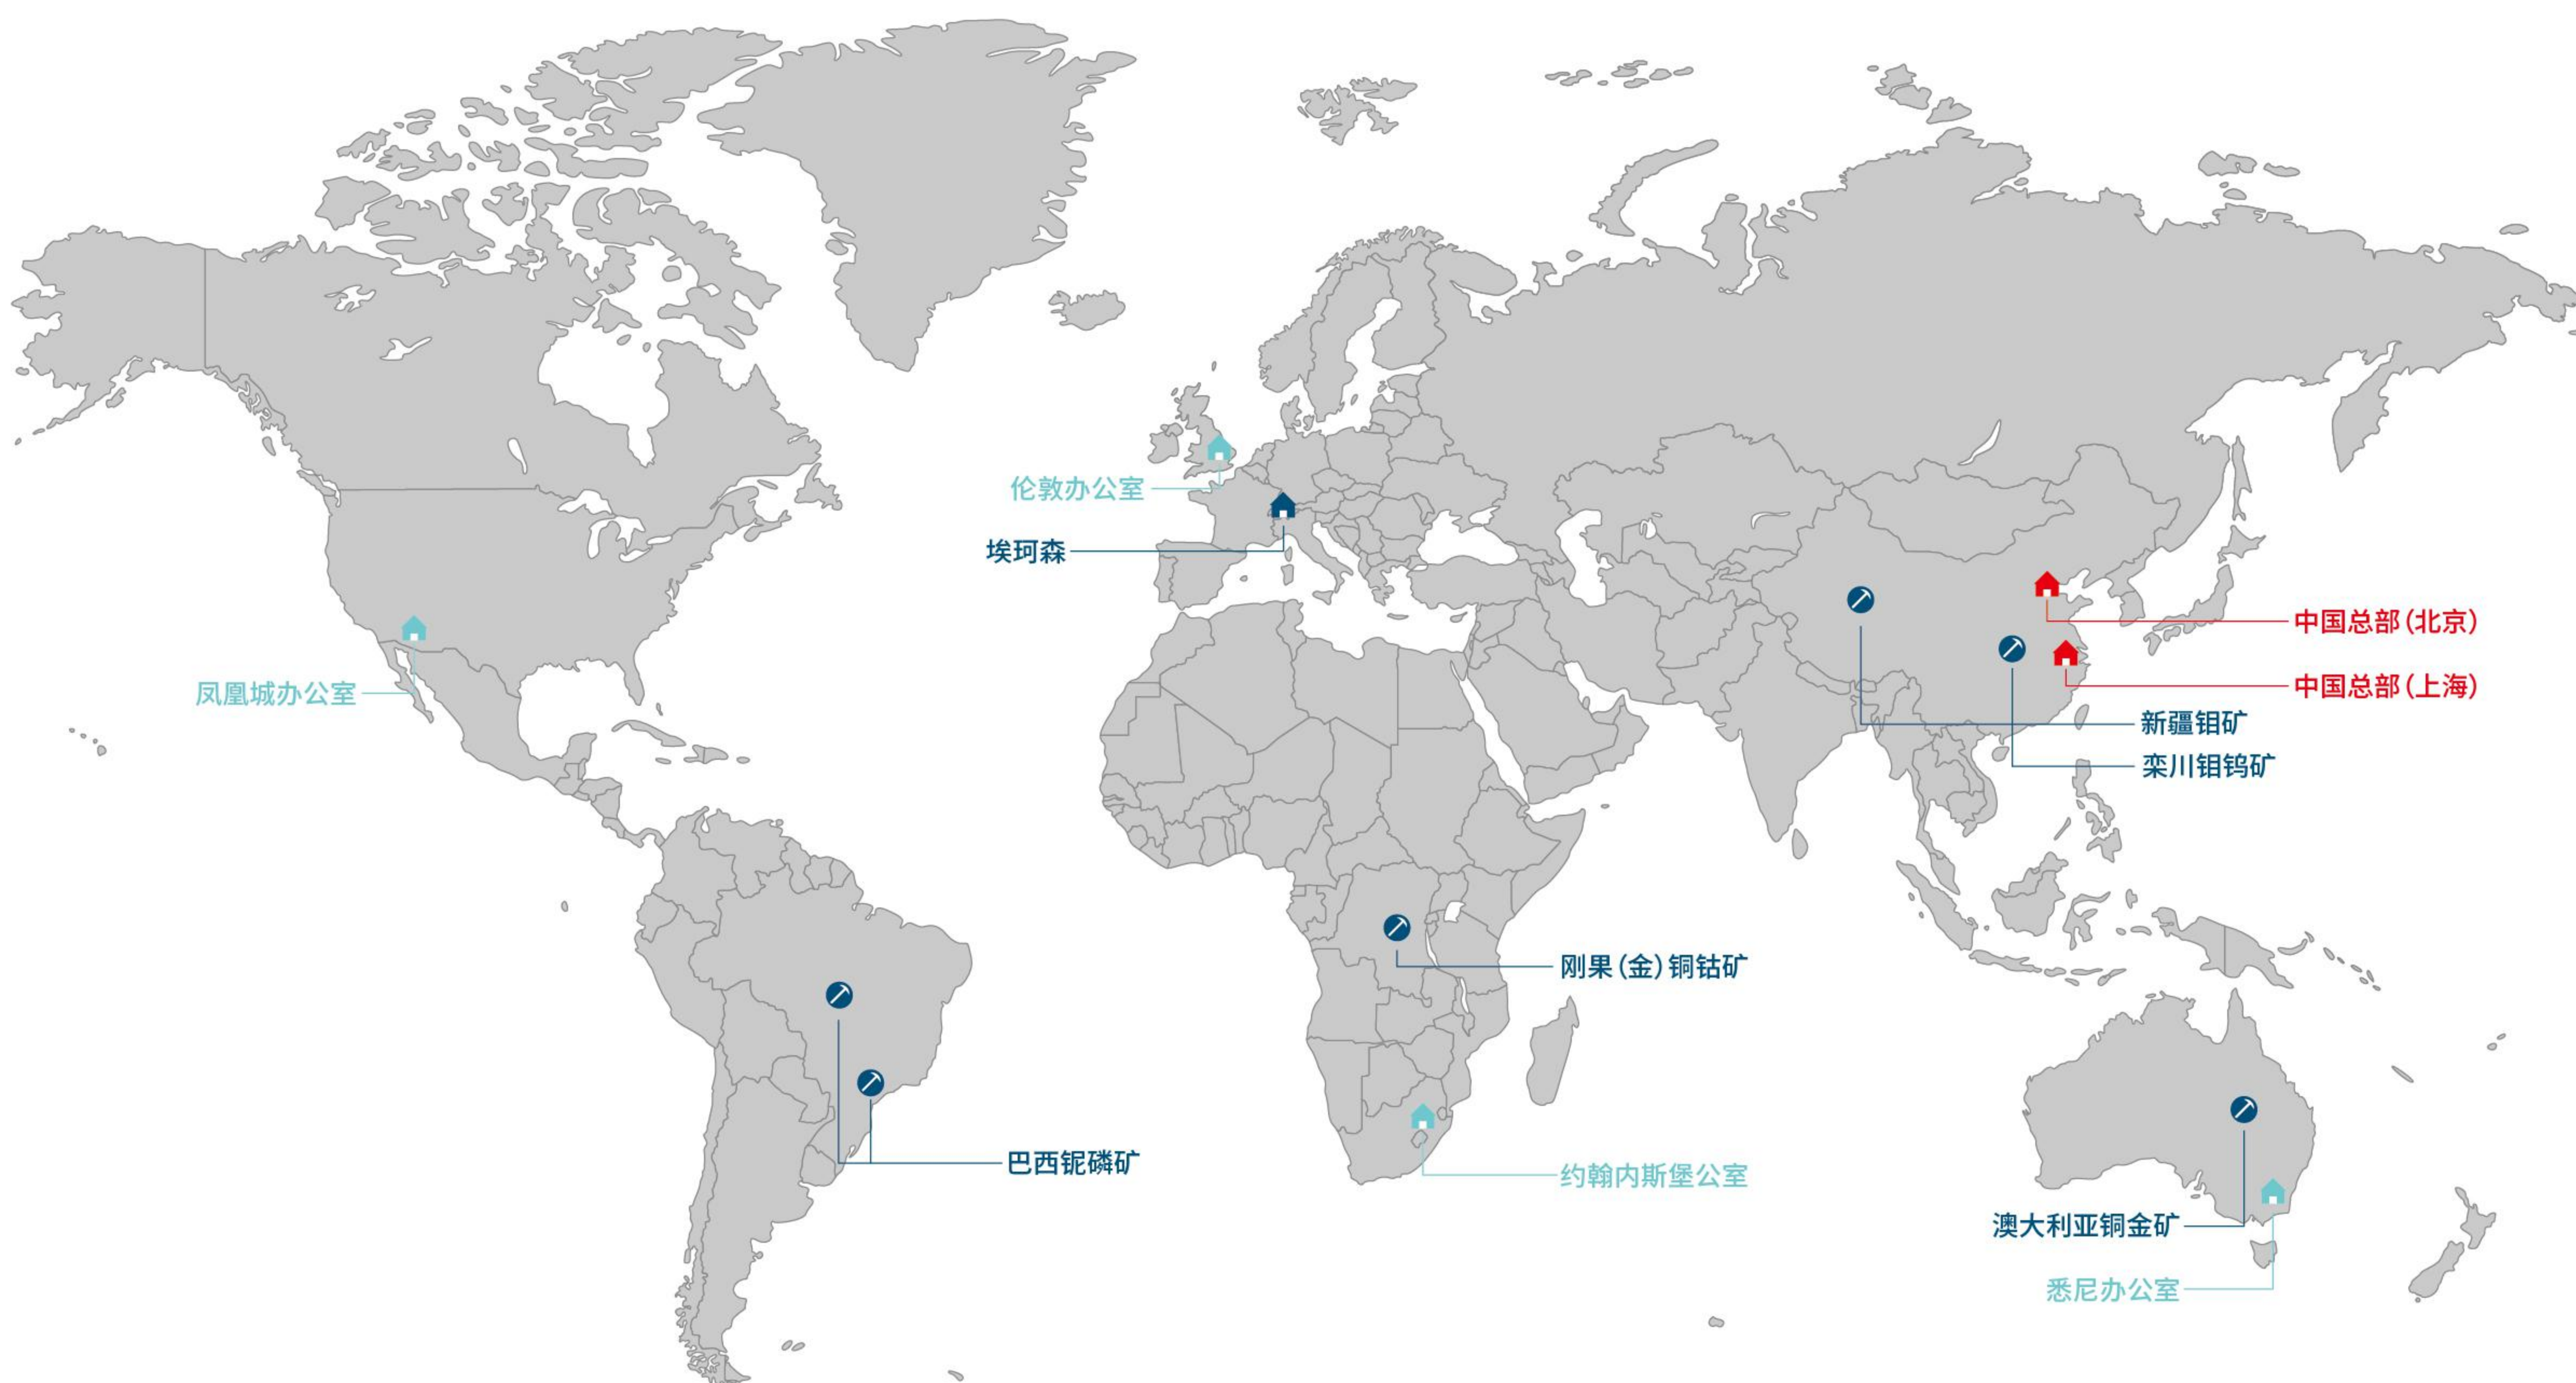 伦敦办公室
埃珂森
中国总部(北京)
中国总部(上海)
凤凰城办公室
新疆钼矿
栾川钼钨矿
刚果(金)铜钴矿
巴西铌磷矿
约翰内斯堡公室
澳大利亚铜金矿
悉尼办公室